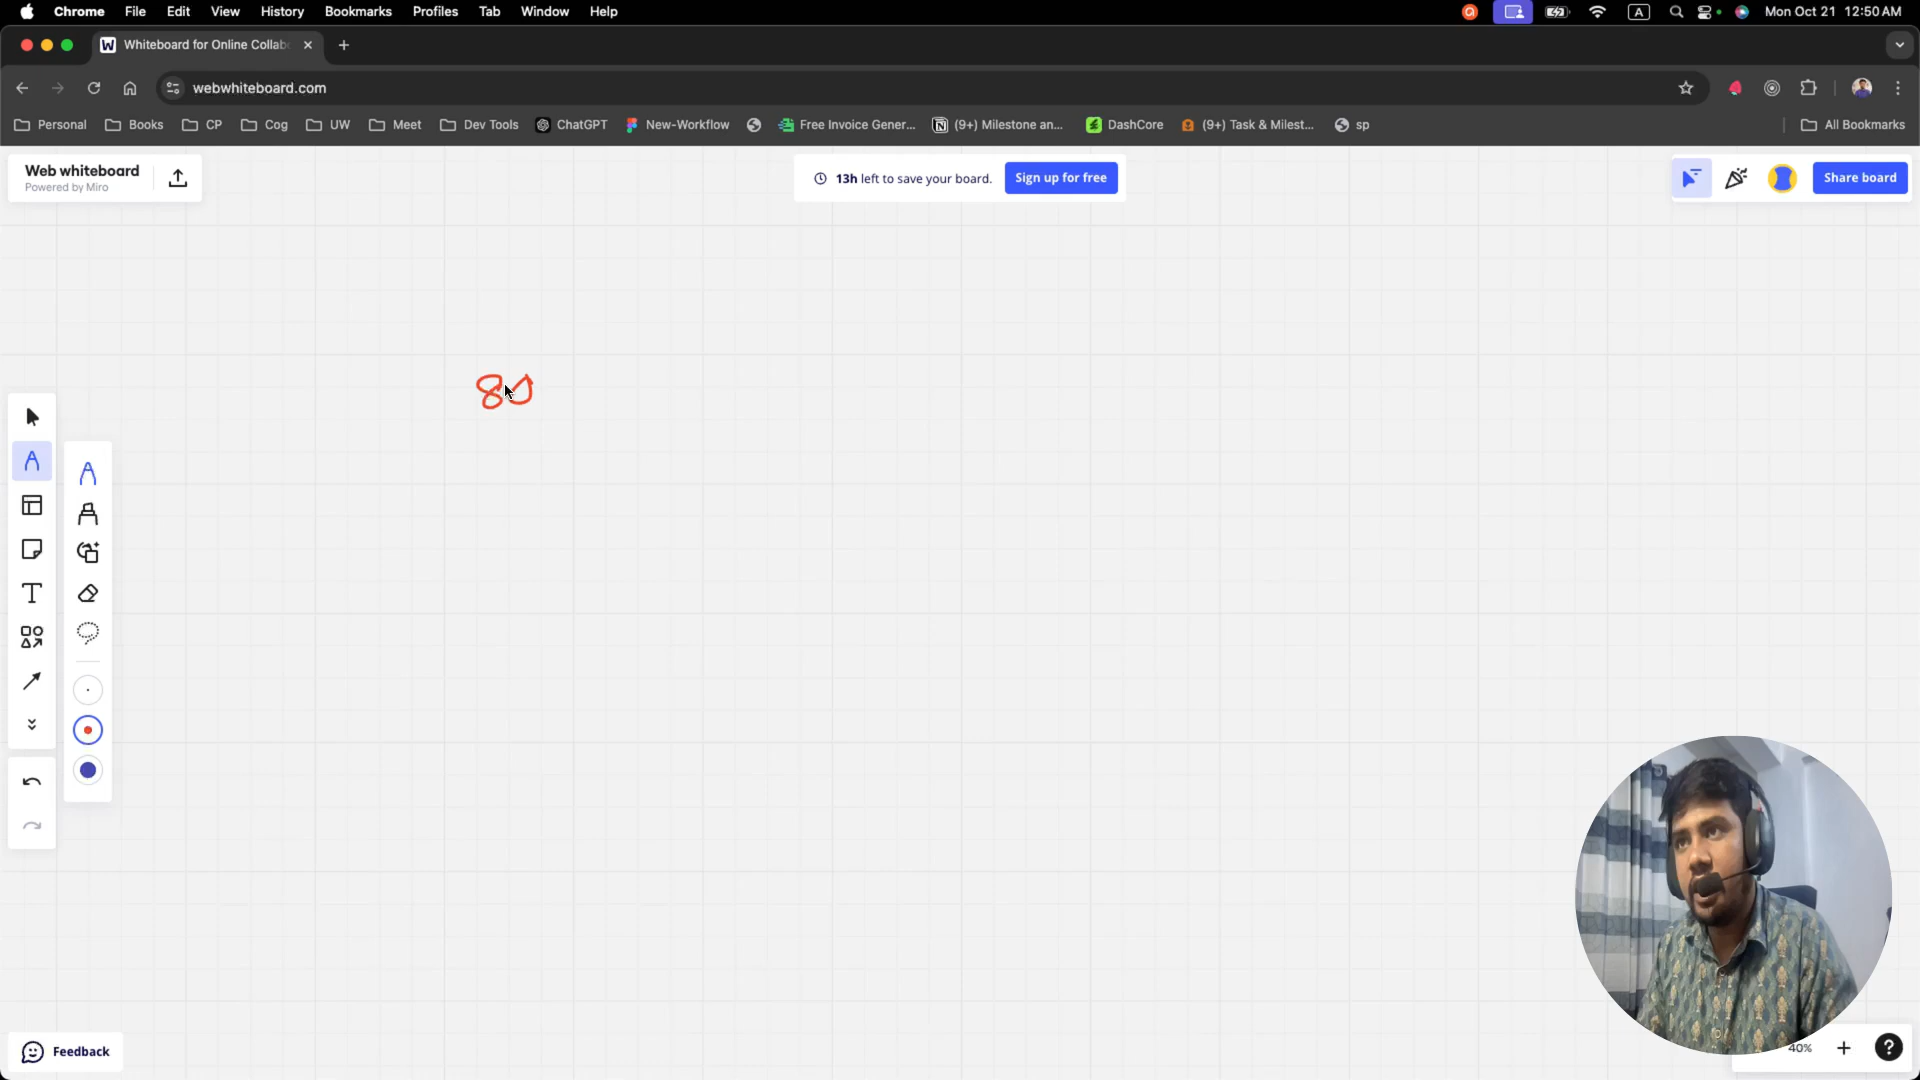 Chrome File Edit View History Bookmarks Profiles Tab Window Help A Mon Oct 21 12:50 AM
W Whiteboard for Online Collab
webwhiteboard.com
Personal Books CP Cog UW Meet Dev Tools ChatGPT New-Workflow Free Invoice Gener... (9+) Milestone an... DashCore (9+) Task & Milest... sp All Bookmarks
Web whiteboard
Powered by Miro
13h left to save your board. Sign up for free
Share board
80
T
Feedback
40%
?